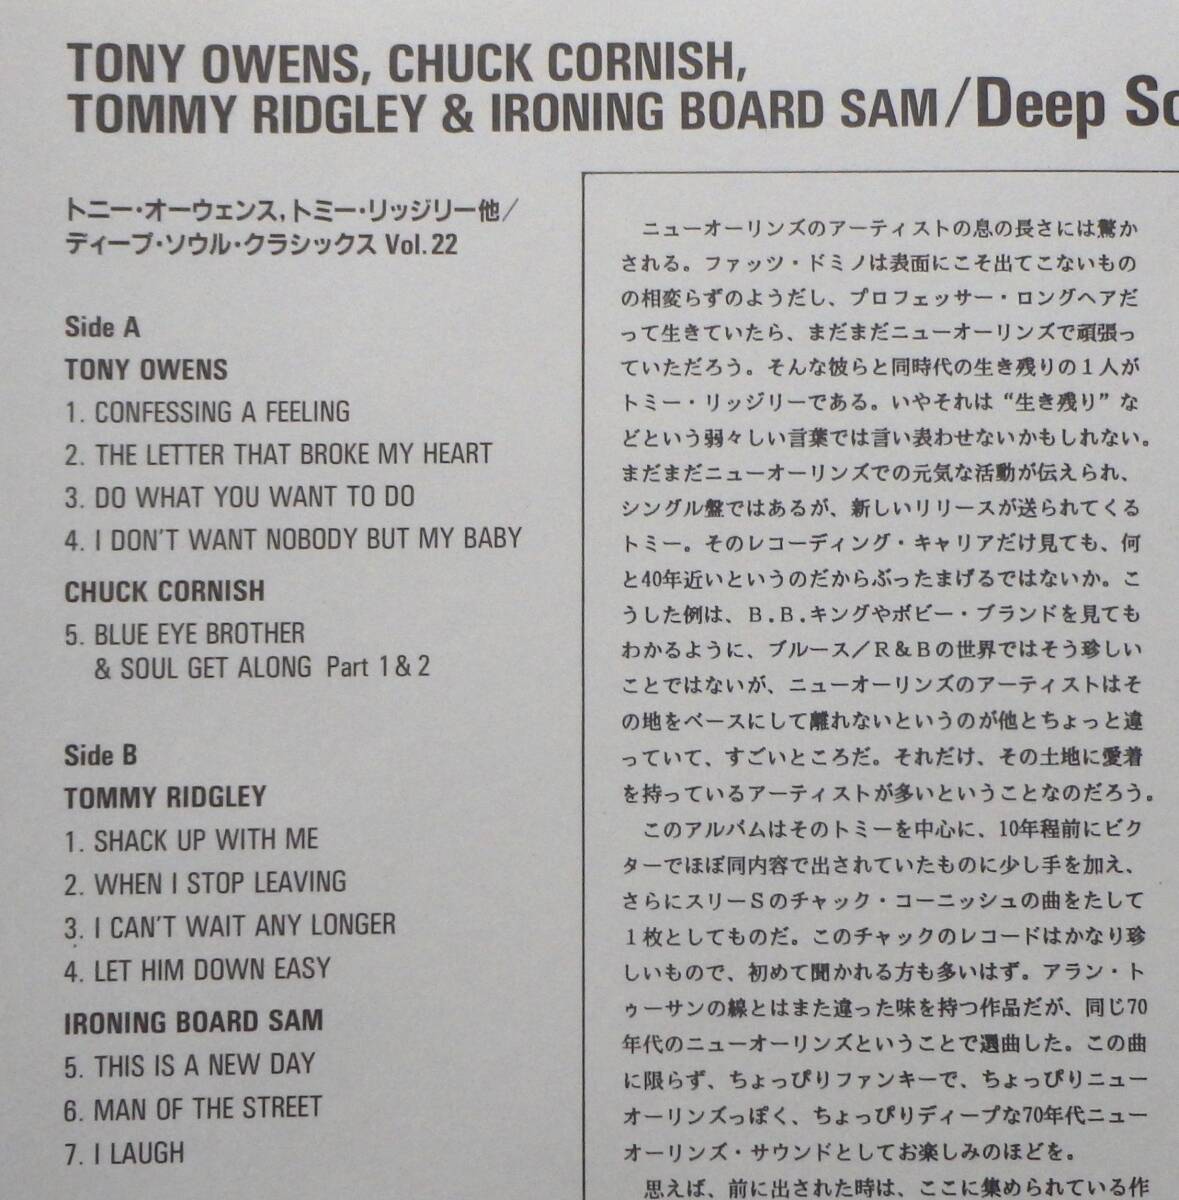 TONY OWENS, CHUCK CORNISH,
TOMMY RIDGLEY & IRONING BOARD SAM/Deep So
トニー・オーウェンス, トミー・リッジリー他/
ディープ・ソウル・クラシックス Vol. 22
Side A
TONY OWENS
1. CONFESSING A FEELING
2. THE LETTER THAT BROKE MY HEART
3. DO WHAT YOU WANT TO DO
4. I DON'T WANT NOBODY BUT MY BABY
CHUCK CORNISH
5. BLUE EYE BROTHER
& SOUL GET ALONG Part 1 & 2
Side B
TOMMY RIDGLEY
1. SHACK UP WITH ME
2. WHEN I STOP LEAVING
3. I CAN'T WAIT ANY LONGER
4. LET HIM DOWN EASY
IRONING BOARD SAM
5. THIS IS A NEW DAY
6. MAN OF THE STREET
7. I LAUGH
ニューオーリンズのアーティストの息の長さには驚か
される。ファッツ・ドミノは表面にこそ出てこないもの
の相変らずのようだし、プロフェッサー・ロングヘアだ
って生きていたら、まだまだニューオーリンズで頑張っ
ていただろう。そんな彼らと同時代の生き残りの1人が
トミー・リッジリーである。いやそれは“生き残り”な
どという弱々しい言葉では言い表わせないかもしれない。
まだまだニューオーリンズでの元気な活動が伝えられ、
シングル盤ではあるが、新しいリリースが送られてくる
トミー。そのレコーディング・キャリアだけ見ても、何
と40年近いというのだからぶったまげるではないか。こ
うした例は、B.B.キングやボビー・ブランドを見ても
わかるように、ブルース／R＆Bの世界ではそう珍しい
ことではないが、ニューオーリンズのアーティストはそ
の地をベースにして離れないというのが他とちょっと違
っていて、すごいところだ。それだけ、その土地に愛着
を持っているアーティストが多いということなのだろう。
このアルバムはそのトミーを中心に、10年程前にビク
ターでほぼ同内容で出されていたものに少し手を加え、
さらにスリーSのチャック・コーニッシュの曲をたして
1枚としてものだ。このチャックのレコードはかなり珍
しいもので、初めて聞かれる方も多いはず。アラン・ト
ゥーサンの線とはまた違った味を持つ作品だが、同じ70
年代のニューオーリンズということで選曲した。この曲
に限らず、ちょっぴりファンキーで、ちょっぴりニュー
オーリンズっぽく、ちょっぴりディープな70年代ニュー
オーリンズ・サウンドとしてお楽しみのほどを。
思えば、前に出された時は、ここに集められている作